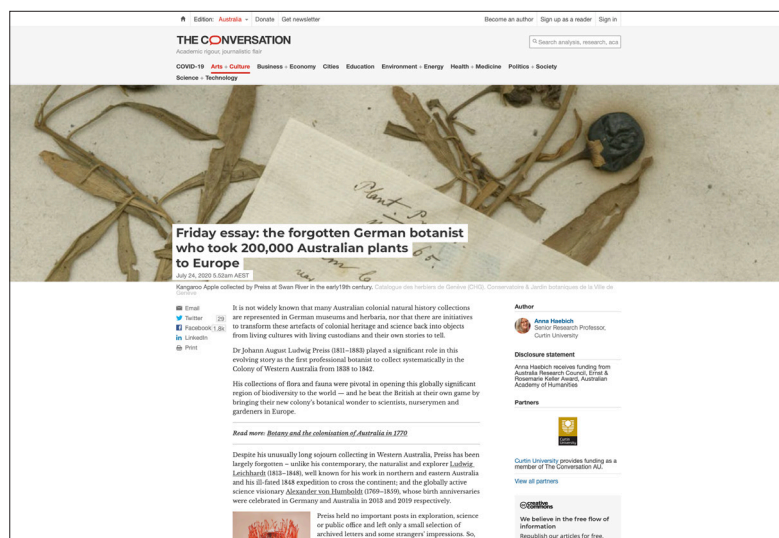 Edition: Australia
Donate
Get newsletter
Become an author
Sign up as a reader
Sign in
THE CONVERSATION
Academic rigour, journalistic flair
Search analysis, research, aca
COVID-19
Arts + Culture
Business + Economy
Cities
Education
Environment + Energy
Health + Medicine
Politics + Society
Science + Technology
Plant
Friday essay: the forgotten German botanist
who took 200,000 Australian plants
to Europe
July 24, 2020 5.52am AEST
Kangaroo Apple collected by Preiss at Swan River in the early19th century. Catalogue des herbiers de Genève (CHG). Conservatoire & Jardin botaniques de la Ville de
Genève
Email
Twitter 29
Facebook 1.8k
LinkedIn
Print
It is not widely known that many Australian colonial natural history collections
are represented in German museums and herbaria, nor that there are initiatives
to transform these artefacts of colonial heritage and science back into objects
from living cultures with living custodians and their own stories to tell.
Dr Johann August Ludwig Preiss (1811–1883) played a significant role in this
evolving story as the first professional botanist to collect systematically in the
Colony of Western Australia from 1838 to 1842.
His collections of flora and fauna were pivotal in opening this globally significant
region of biodiversity to the world — and he beat the British at their own game by
bringing their new colony's botanical wonder to scientists, nurserymen and
gardeners in Europe.
Read more: Botany and the colonisation of Australia in 1770
Despite his unusually long sojourn collecting in Western Australia, Preiss has been
largely forgotten – unlike his contemporary, the naturalist and explorer Ludwig
Leichhardt (1813–1848), well known for his work in northern and eastern Australia
and his ill-fated 1848 expedition to cross the continent; and the globally active
science visionary Alexander von Humboldt (1769–1859), whose birth anniversaries
were celebrated in Germany and Australia in 2013 and 2019 respectively.
Preiss held no important posts in exploration, science
or public office and left only a small selection of
archived letters and some strangers' impressions. So,
Author
Anna Haebich
Senior Research Professor,
Curtin University
Disclosure statement
Anna Haebich receives funding from
Australia Research Council, Ernst &
Rosemarie Keller Award, Australian
Academy of Humanities
Partners
Curtin University
Curtin University provides funding as a
member of The Conversation AU.
View all partners
creative commons
We believe in the free flow of
information
Republish our articles for free,